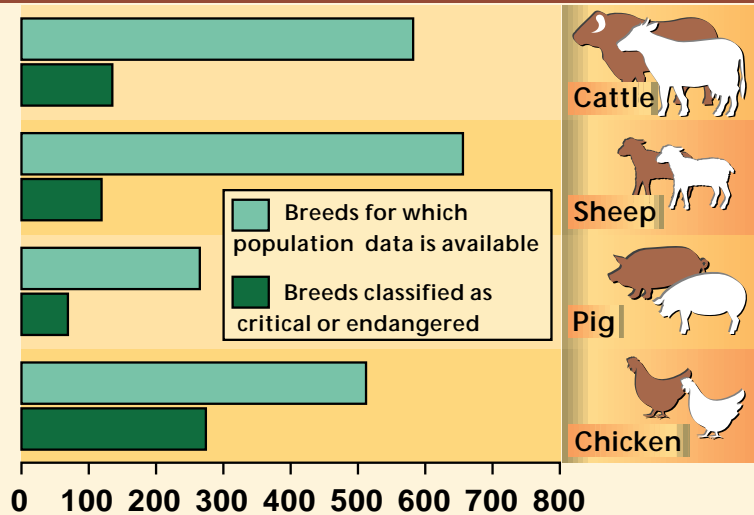 Cattle
Sheep
Breeds for which
population data is available
Breeds classified as
critical or endangered
Pig
Chicken
0 100 200 300 400 500 600 700 800